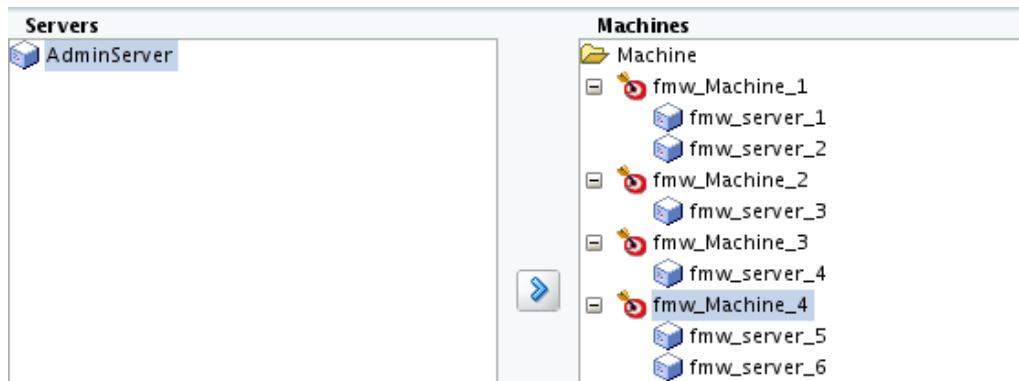 Servers
AdminServer
Machines
Machine
fmw_Machine_1
fmw_server_1
fmw_server_2
fmw_Machine_2
fmw_server_3
fmw_Machine_3
fmw_server_4
fmw_Machine_4
fmw_server_5
fmw_server_6